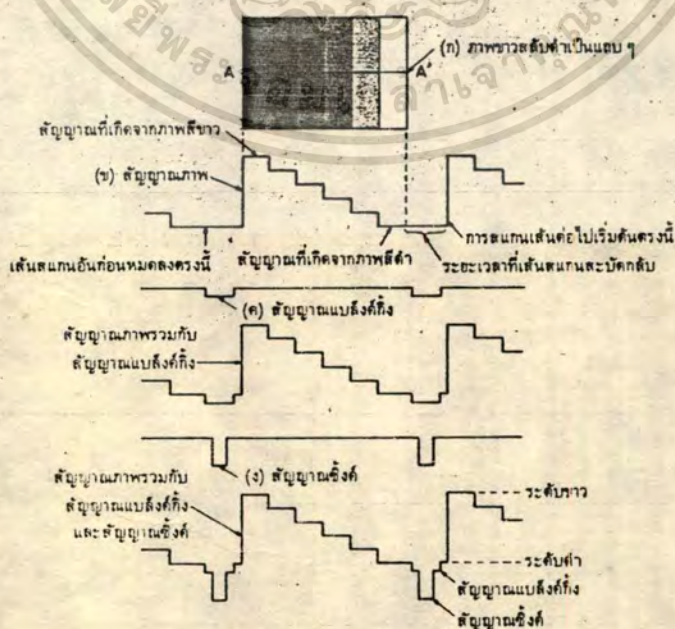 A
A'
(ก) ภาพขาวสลับดำเป็นแถบ ๆ
สัญญาณที่เกิดจากภาพสีขาว
(ข) สัญญาณภาพ
การสแกนเส้นต่อไปเริ่มต้นตรงนี้
เส้นสแกนอันก่อนหมดลงตรงนี้
สัญญาณที่เกิดจากภาพสีดำ
ระยะเวลาที่เส้นสแกนสะบัดกลับ
(ค) สัญญาณแบล็งค์กิ้ง
สัญญาณภาพรวมกับ
สัญญาณแบล็งค์กิ้ง
(ง) สัญญาณซิ้งค์
สัญญาณภาพรวมกับ
สัญญาณแบล็งค์กิ้ง
และสัญญาณซิ้งค์
ระดับขาว
ระดับดำ
สัญญาณแบล็งค์กิ้ง
สัญญาณซิ้งค์